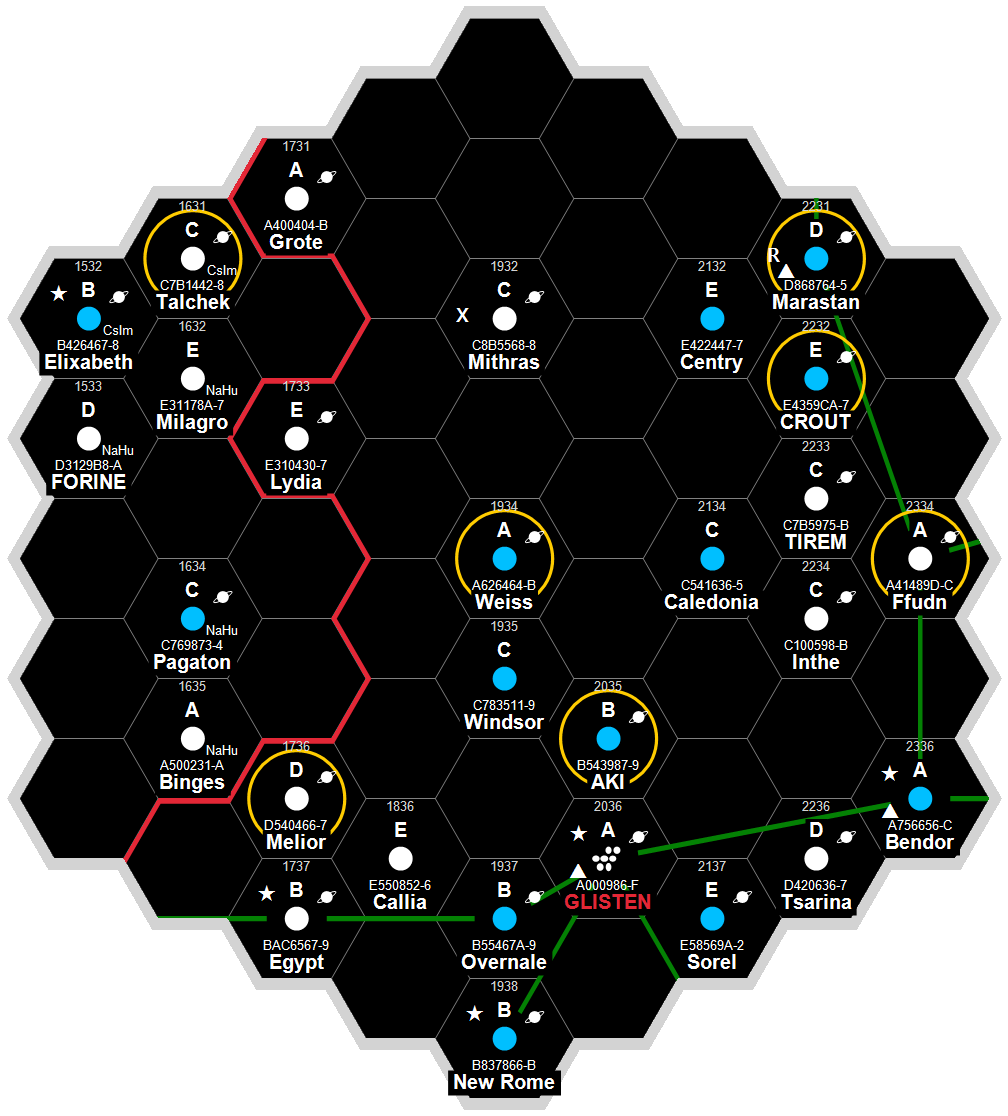 1731
A
A400404-B
Grote
1631
C
CsIm
C7B1442-8
Talchek
2231
D
R
D868764-5
Marastan
1532
B
CsIm
B426467-8
Elixabeth
1932
C
X
C8B5568-8
Mithras
2132
E
E422447-7
Centry
1632
E
NaHu
E31178A-7
Milagro
2232
E
E4359CA-7
CROUT
1533
D
NaHu
D3129B8-A
FORINE
1733
E
E310430-7
Lydia
2233
C
C7B5975-B
TIREM
1934
A
A626464-B
Weiss
2134
C
C541636-5
Caledonia
2334
A
A41489D-C
Ffudn
1634
C
NaHu
C769873-4
Pagaton
2234
C
C100598-B
Inthe
1935
C
C783511-9
Windsor
1635
A
NaHu
A500231-A
Binges
2035
B
B543987-9
AKI
1736
D
D540466-7
Melior
2336
A
A756656-C
Bendor
1836
E
E550852-6
Callia
2036
A
A000986-F
GLISTEN
2236
D
D420636-7
Tsarina
1737
B
BAC6567-9
Egypt
1937
B
B55467A-9
Overnale
2137
E
E58569A-2
Sorel
1938
B
B837866-B
New Rome